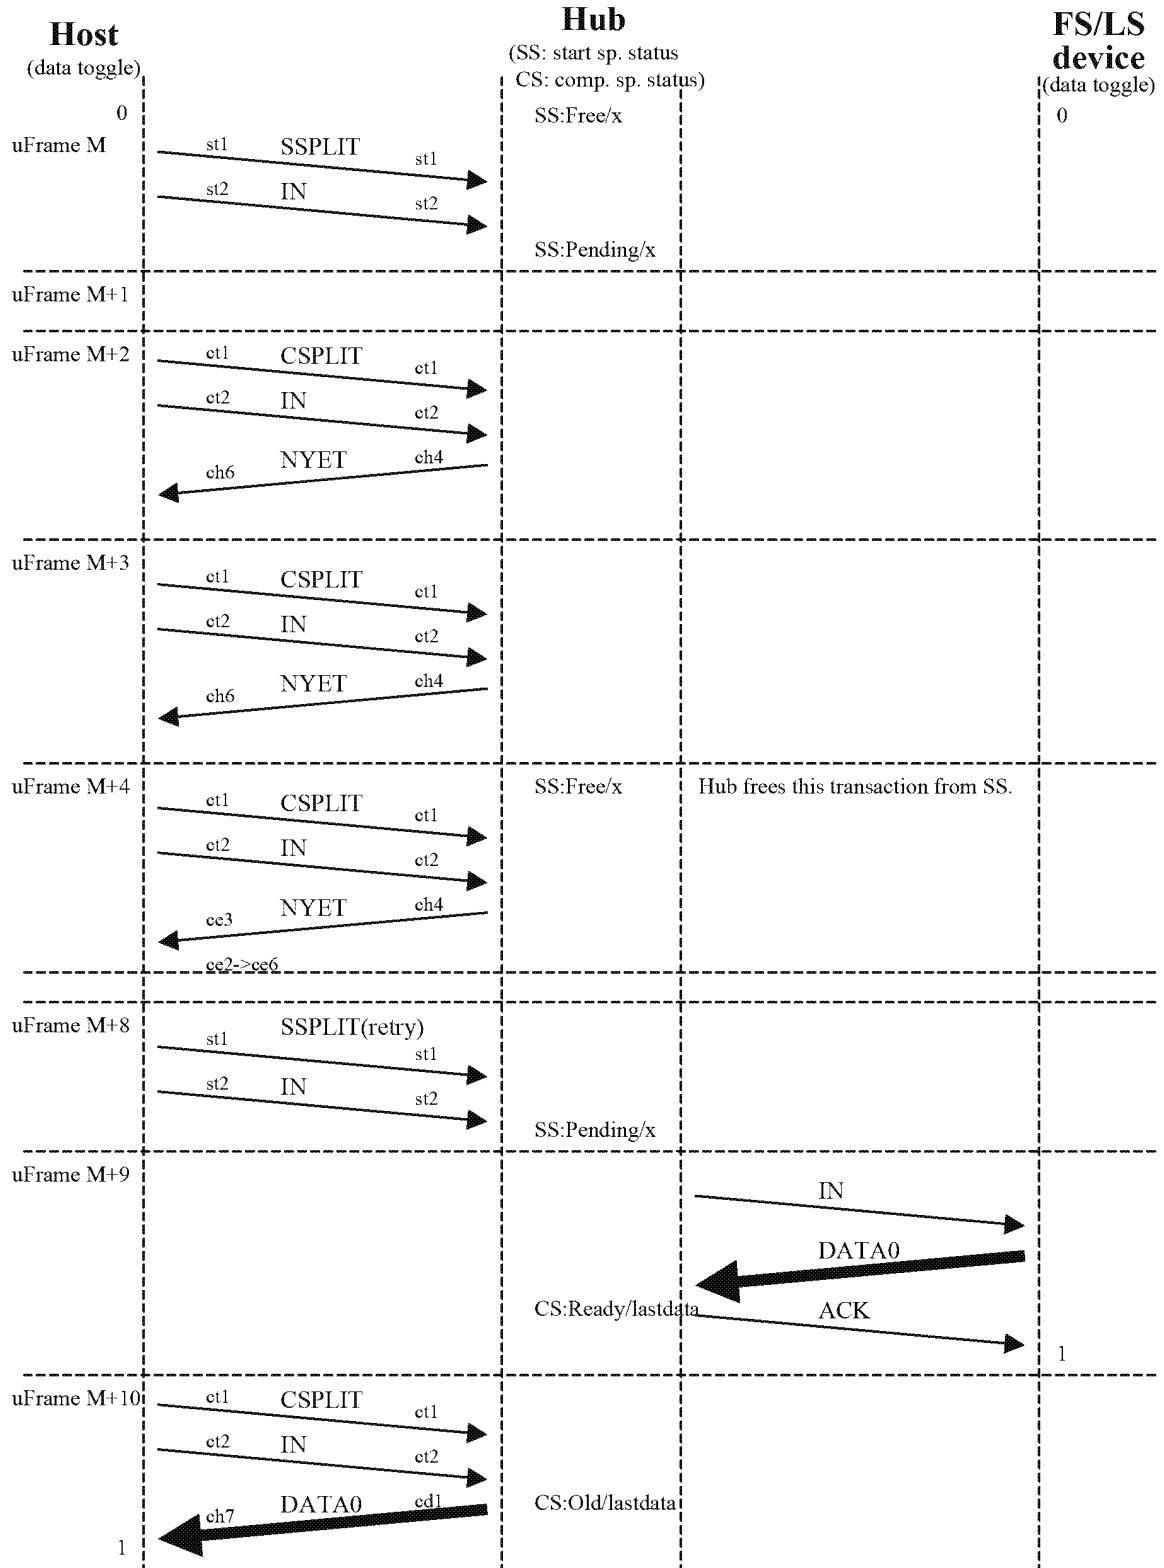 Host
(data toggle)
Hub
(SS: start sp. status
CS: comp. sp. status)
FS/LS
device
(data toggle)
0
SS:Free/x
0
uFrame M
st1 SSPLIT st1
st2 IN st2
SS:Pending/x
uFrame M+1
uFrame M+2
ct1 CSPLIT ct1
ct2 IN ct2
ch6 NYET ch4
uFrame M+3
ct1 CSPLIT ct1
ct2 IN ct2
ch6 NYET ch4
uFrame M+4
SS:Free/x
Hub frees this transaction from SS.
ct1 CSPLIT ct1
ct2 IN ct2
ce3 NYET ch4
ce2->ce6
uFrame M+8
SSPLIT(retry)
st1 st1
st2 IN st2
SS:Pending/x
uFrame M+9
IN
DATA0
CS:Ready/lastdata
ACK
1
uFrame M+10
ct1 CSPLIT ct1
ct2 IN ct2
ch7 DATA0 cd1
CS:Old/lastdata
1